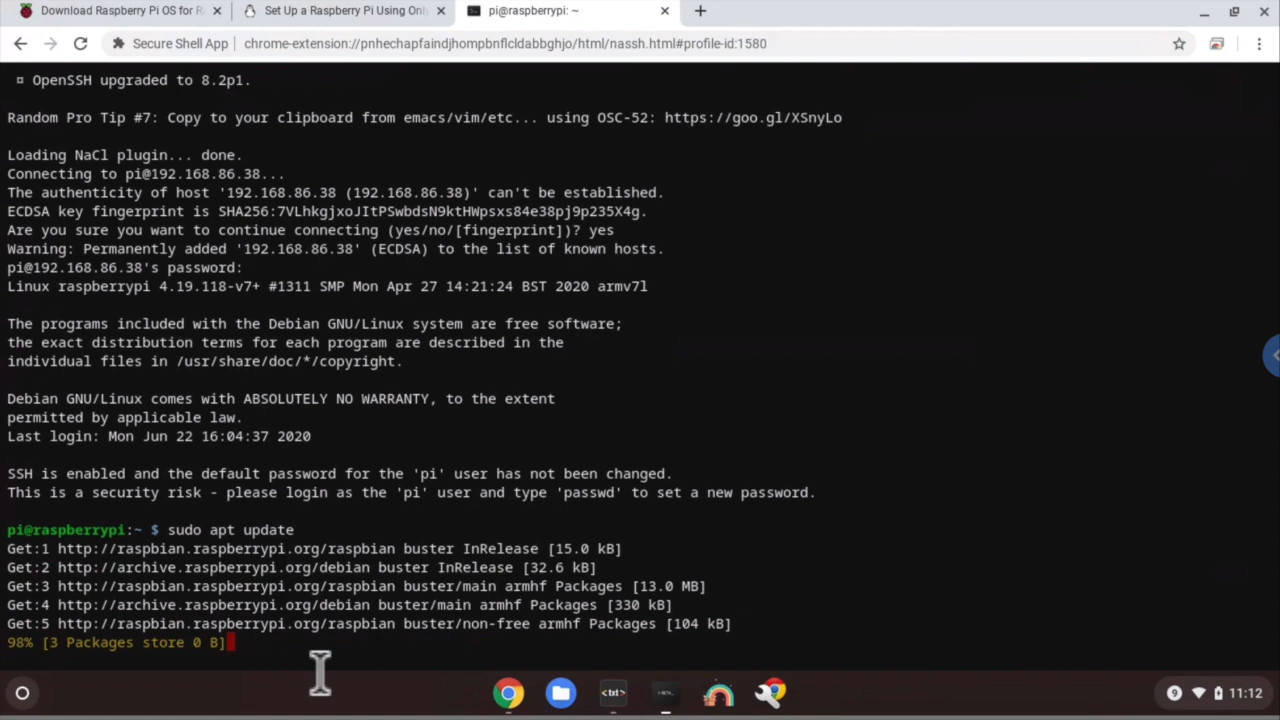 Download Raspberry Pi OS for R
Set Up a Raspberry Pi Using Only
pi@raspberrypi: ~
Secure Shell App
chrome-extension://pnhechapfaindjhompbnflcldabbghjo/html/nassh.html#profile-id:1580
¤ OpenSSH upgraded to 8.2p1.
Random Pro Tip #7: Copy to your clipboard from emacs/vim/etc... using OSC-52: https://goo.gl/XSnyLo
Loading NaCl plugin... done.
Connecting to pi@192.168.86.38...
The authenticity of host '192.168.86.38 (192.168.86.38)' can't be established.
ECDSA key fingerprint is SHA256:7VLhkgjxoJItPSwbdsN9ktHWpsxs84e38pj9p235X4g.
Are you sure you want to continue connecting (yes/no/[fingerprint])? yes
Warning: Permanently added '192.168.86.38' (ECDSA) to the list of known hosts.
pi@192.168.86.38's password:
Linux raspberrypi 4.19.118-v7+ #1311 SMP Mon Apr 27 14:21:24 BST 2020 armv7l
The programs included with the Debian GNU/Linux system are free software;
the exact distribution terms for each program are described in the
individual files in /usr/share/doc/*/copyright.
Debian GNU/Linux comes with ABSOLUTELY NO WARRANTY, to the extent
permitted by applicable law.
Last login: Mon Jun 22 16:04:37 2020
SSH is enabled and the default password for the 'pi' user has not been changed.
This is a security risk - please login as the 'pi' user and type 'passwd' to set a new password.
pi@raspberrypi:~ $ sudo apt update
Get:1 http://raspbian.raspberrypi.org/raspbian buster InRelease [15.0 kB]
Get:2 http://archive.raspberrypi.org/debian buster InRelease [32.6 kB]
Get:3 http://raspbian.raspberrypi.org/raspbian buster/main armhf Packages [13.0 MB]
Get:4 http://archive.raspberrypi.org/debian buster/main armhf Packages [330 kB]
Get:5 http://raspbian.raspberrypi.org/raspbian buster/non-free armhf Packages [104 kB]
98% [3 Packages store 0 B]
<txt>
9
11:12